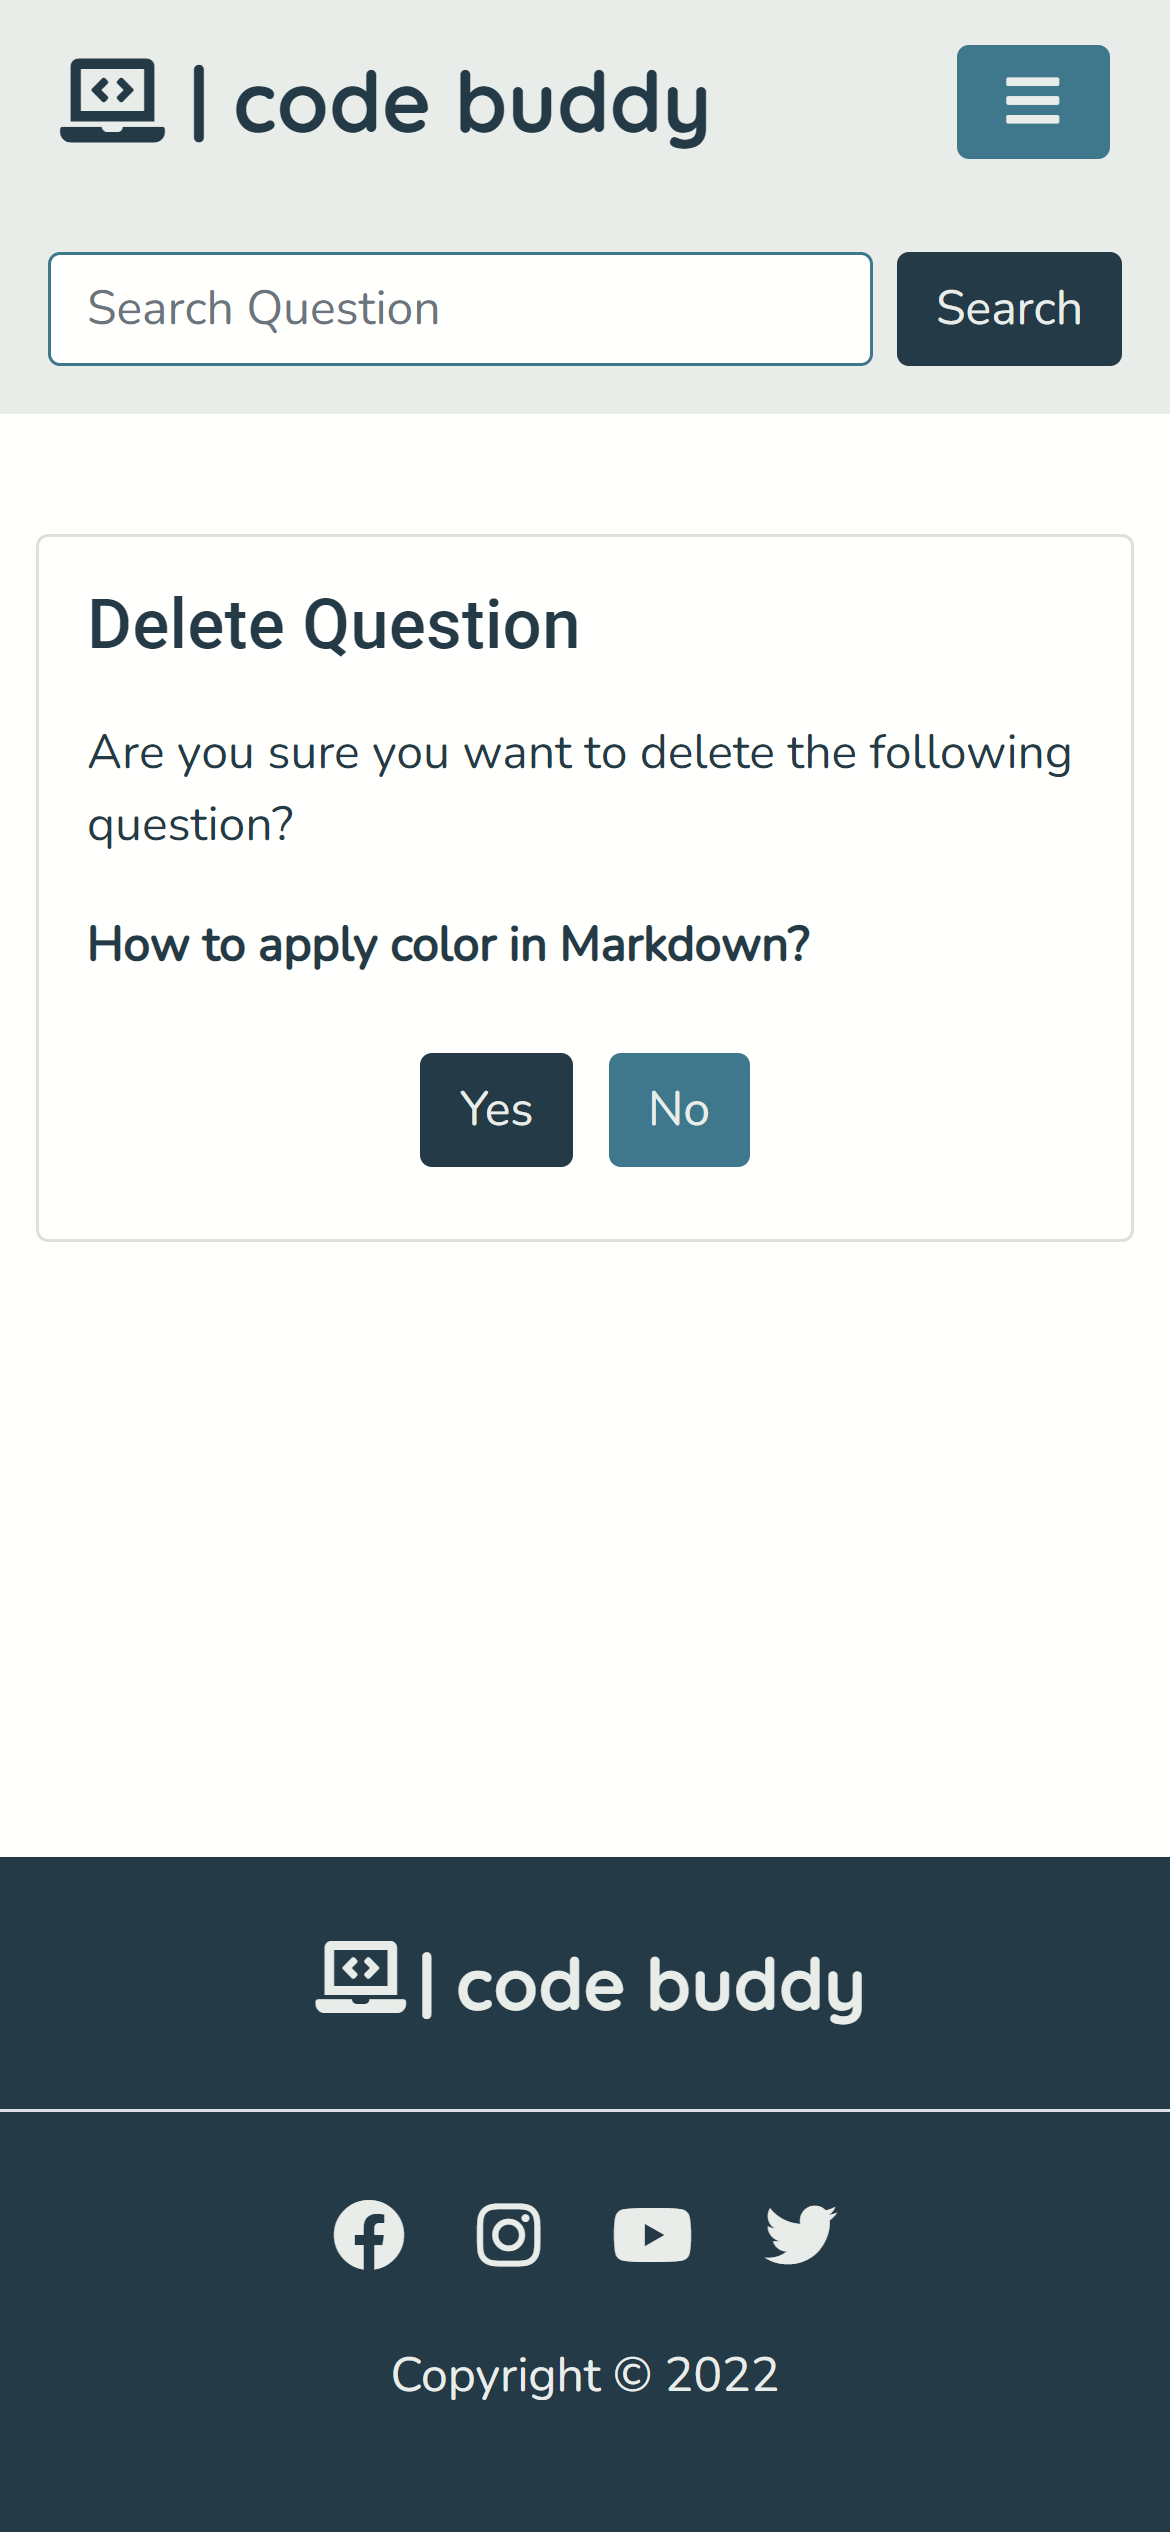 | code buddy
Search Question
Search
Delete Question
Are you sure you want to delete the following
question?
How to apply color in Markdown?
Yes
No
| code buddy
Copyright © 2022